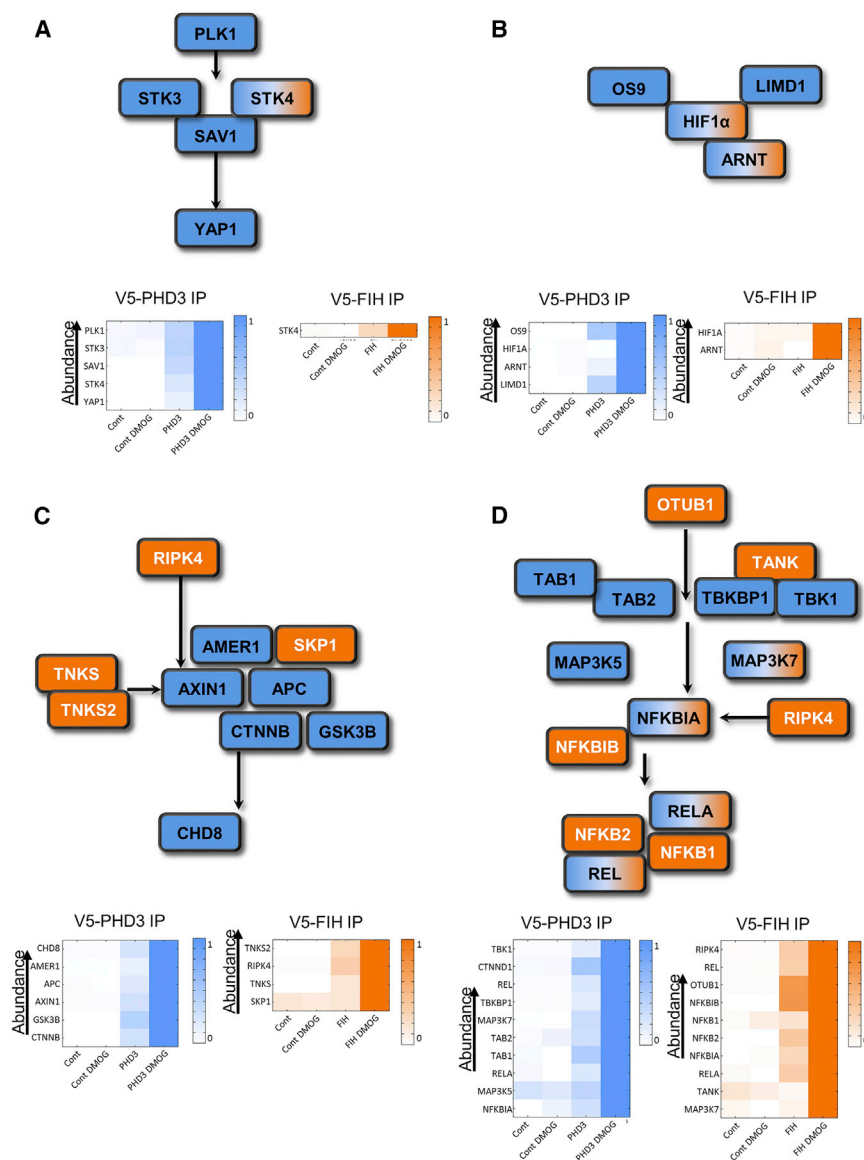 A
PLK1
STK3
STK4
SAV1
YAP1
V5-PHD3 IP
V5-FIH IP
Abundance
PLK1
STK3
SAV1
STK4
YAP1
Cont
Cont DMOG
PHD3
PHD3 DMOG
1
0
STK4
Cont
Cont DMOG
FIH
FIH DMOG
1
0
B
OS9
LIMD1
HIF1α
ARNT
V5-PHD3 IP
V5-FIH IP
Abundance
OS9
HIF1A
ARNT
LIMD1
Cont
Cont DMOG
PHD3
PHD3 DMOG
1
0
Abundance
HIF1A
ARNT
Cont
Cont DMOG
FIH
FIH DMOG
C
RIPK4
AMER1
SKP1
TNKS
TNKS2
AXIN1
APC
CTNNB
GSK3B
CHD8
V5-PHD3 IP
V5-FIH IP
Abundance
CHD8
AMER1
APC
AXIN1
GSK3B
CTNNB
Cont
Cont DMOG
PHD3
PHD3 DMOG
1
0
Abundance
TNKS2
RIPK4
TNKS
SKP1
Cont
Cont DMOG
FIH
FIH DMOG
1
0
D
OTUB1
TANK
TAB1
TAB2
TBKBP1
TBK1
MAP3K5
MAP3K7
NFKBIA
RIPK4
NFKBIB
RELA
NFKB2
NFKB1
REL
V5-PHD3 IP
V5-FIH IP
Abundance
TBK1
CTNND1
REL
TBKBP1
MAP3K7
TAB2
TAB1
RELA
MAP3K5
NFKBIA
Cont
Cont DMOG
PHD3
PHD3 DMOG
1
0
Abundance
RIPK4
REL
OTUB1
NFKBIB
NFKB1
NFKB2
NFKBIA
RELA
TANK
MAP3K7
Cont
Cont DMOG
FIH
FIH DMOG